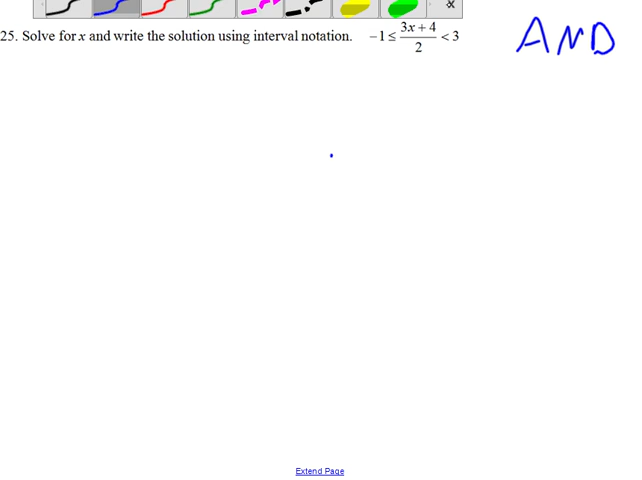 25. Solve for x and write the solution using interval notation. −1 ≤ (3x + 4)/2 < 3
AND
Extend Page